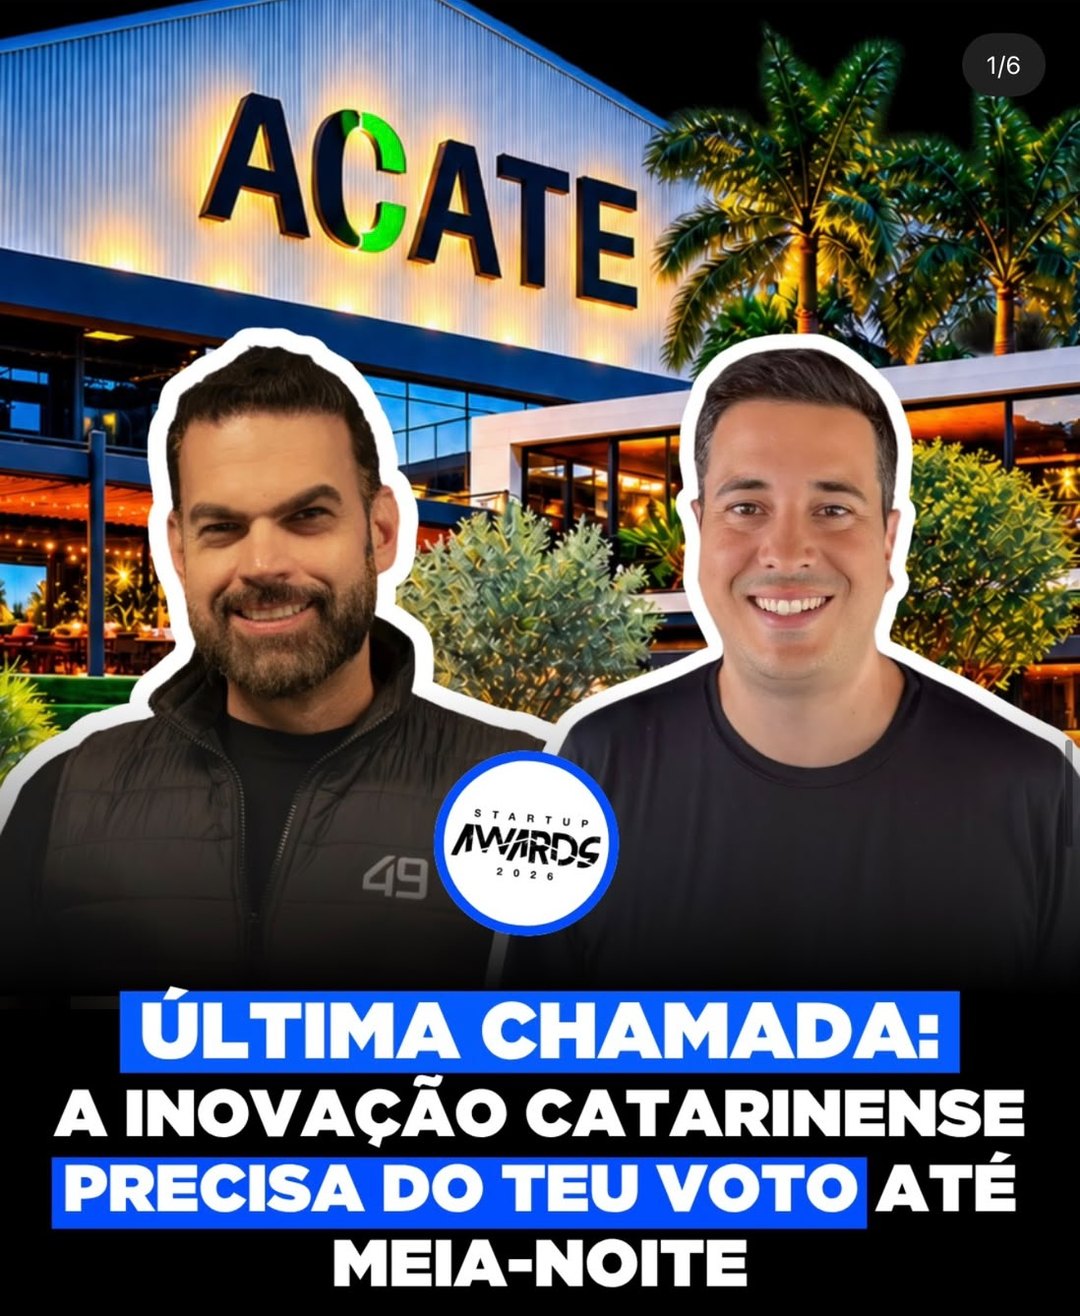 1/6
ACATE
49
STARTUP
AWARDS
2026
ÚLTIMA CHAMADA:
A INOVAÇÃO CATARINENSE
PRECISA DO TEU VOTO ATÉ
MEIA-NOITE